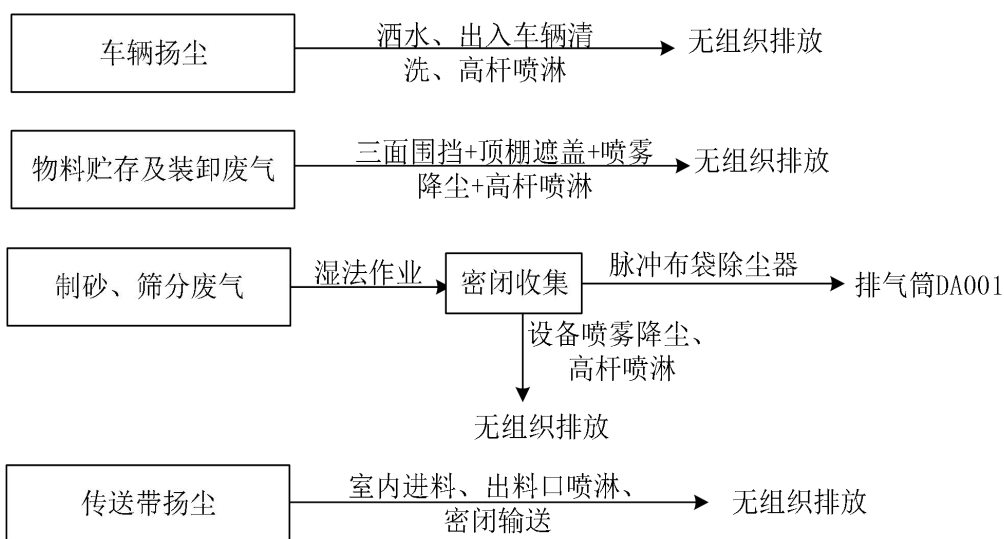 车辆扬尘
洒水、出入车辆清
洗、高杆喷淋
无组织排放
物料贮存及装卸废气
三面围挡+顶棚遮盖+喷雾
降尘+高杆喷淋
无组织排放
制砂、筛分废气
湿法作业
密闭收集
脉冲布袋除尘器
排气筒DA001
设备喷雾降尘、
高杆喷淋
无组织排放
传送带扬尘
室内进料、出料口喷淋、
密闭输送
无组织排放